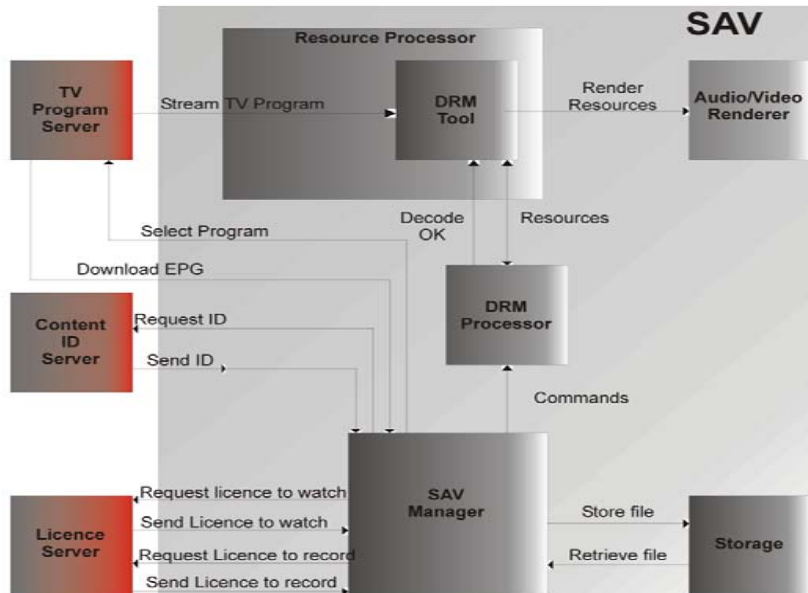 SAV
Resource Processor
TV
Program
Server
Stream TV Program
DRM
Tool
Render
Resources
Audio/Video
Renderer
Select Program
Decode
OK
Resources
Download EPG
Content
ID
Server
Request ID
Send ID
DRM
Processor
Commands
Licence
Server
Request licence to watch
Send Licence to watch
Request Licence to record
Send Licence to record
SAV
Manager
Store file
Retrieve file
Storage